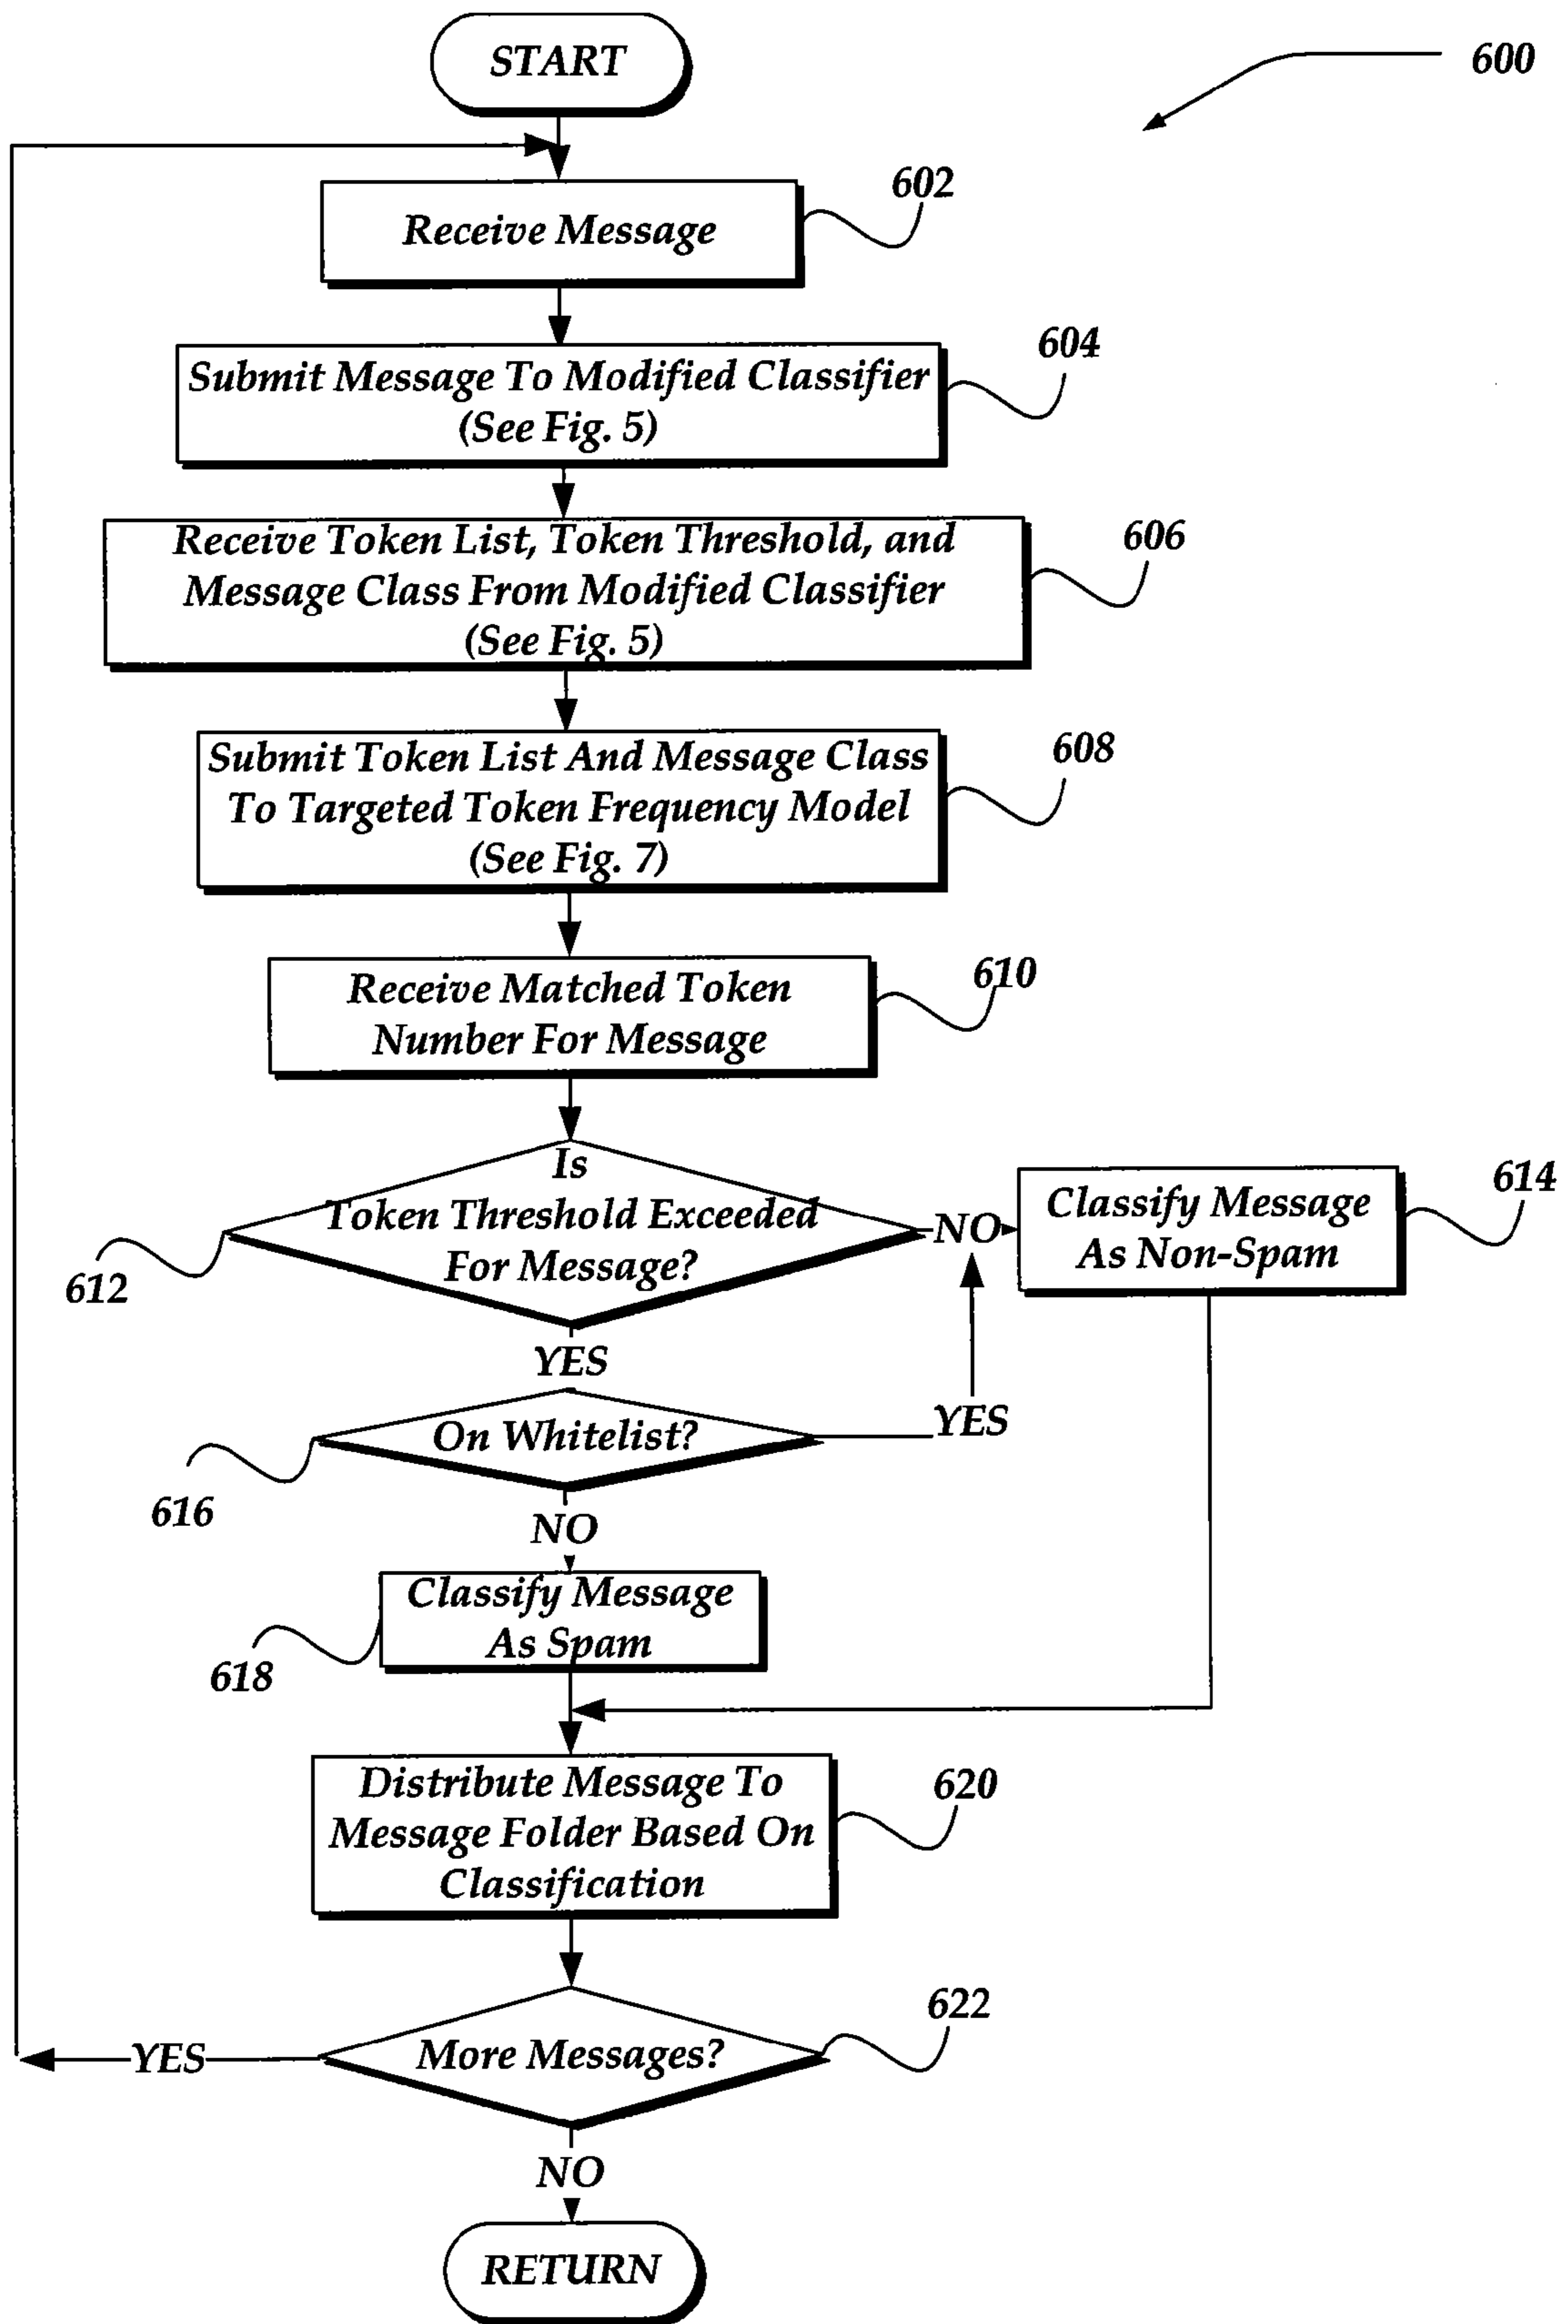 START
600
602
Receive Message
604
Submit Message To Modified Classifier
(See Fig. 5)
606
Receive Token List, Token Threshold, and
Message Class From Modified Classifier
(See Fig. 5)
608
Submit Token List And Message Class
To Targeted Token Frequency Model
(See Fig. 7)
610
Receive Matched Token
Number For Message
Is
Token Threshold Exceeded
For Message?
612
NO
614
Classify Message
As Non-Spam
YES
On Whitelist?
YES
616
NO
Classify Message
As Spam
618
Distribute Message To
Message Folder Based On
Classification
620
622
More Messages?
YES
NO
RETURN